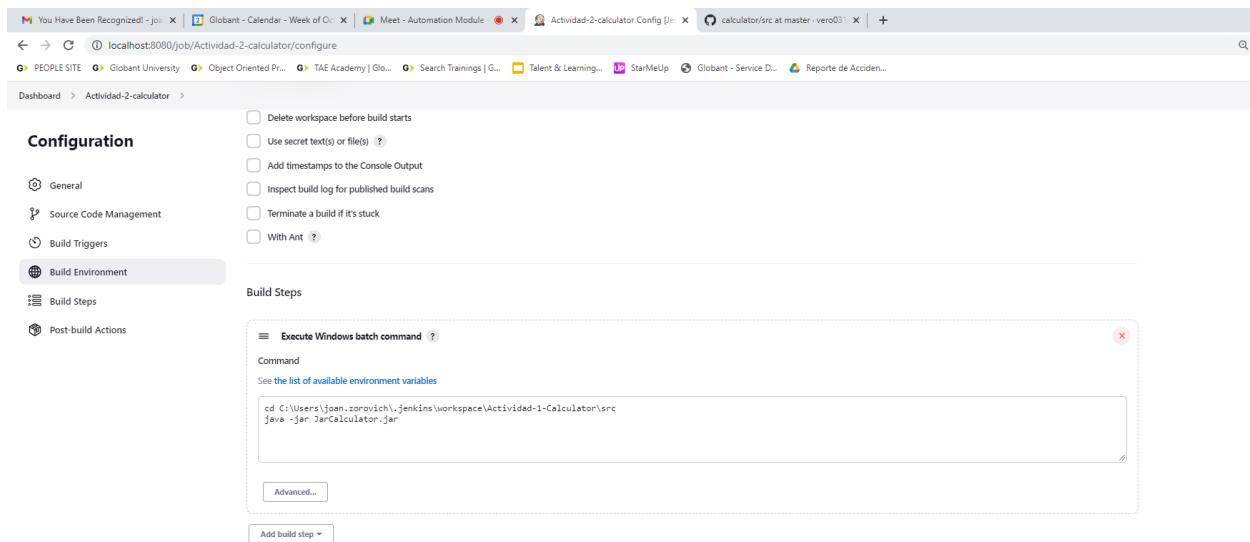 You Have Been Recognized! - joa
Globant - Calendar - Week of Oc
Meet - Automation Module
Actividad-2-calculator Config [Je
calculator/src at master · vero031
localhost:8080/job/Actividad-2-calculator/configure
PEOPLE SITE
Globant University
Object Oriented Pr...
TAE Academy | Glo...
Search Trainings | G...
Talent & Learning...
UP StarMeUp
Globant - Service D...
Reporte de Acciden...
Dashboard > Actividad-2-calculator >
Configuration
General
Source Code Management
Build Triggers
Build Environment
Build Steps
Post-build Actions
Delete workspace before build starts
Use secret text(s) or file(s) ?
Add timestamps to the Console Output
Inspect build log for published build scans
Terminate a build if it's stuck
With Ant ?
Build Steps
Execute Windows batch command ?
Command
See the list of available environment variables
cd C:\Users\joan.zorovich\.jenkins\workspace\Actividad-1-Calculator\src
java -jar JarCalculator.jar
Advanced...
Add build step